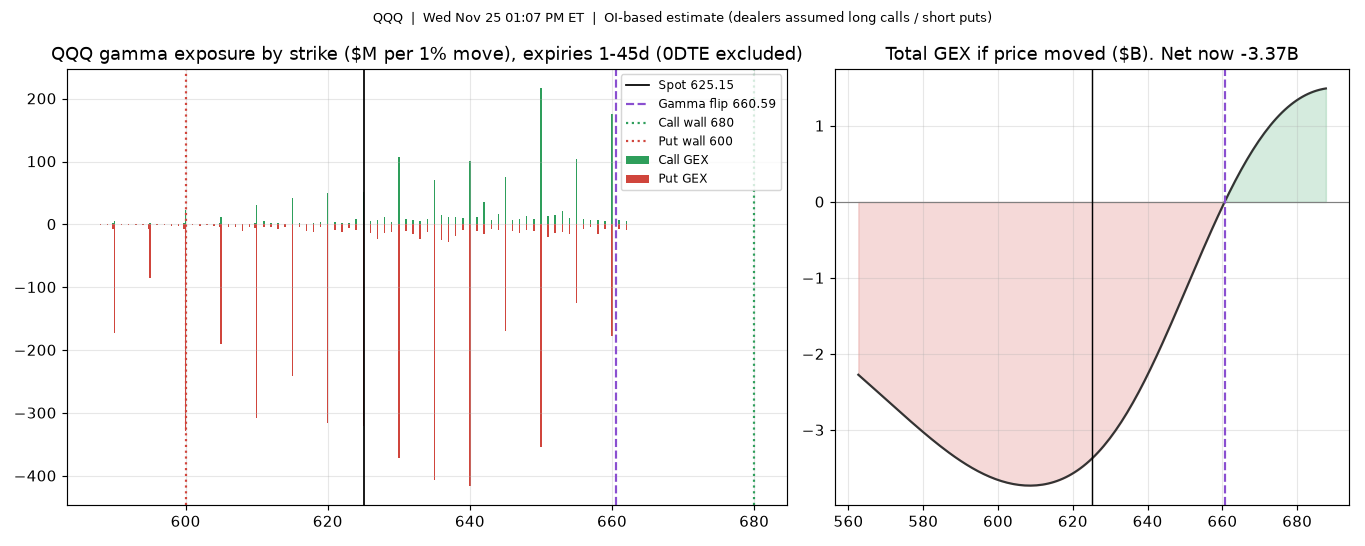 QQQ | Wed Nov 25 01:07 PM ET | OI-based estimate (dealers assumed long calls / short puts)
QQQ gamma exposure by strike ($M per 1% move), expiries 1-45d (0DTE excluded)
200
100
0
−100
−200
−300
−400
600
620
640
660
680
Spot 625.15
Gamma flip 660.59
Call wall 680
Put wall 600
Call GEX
Put GEX
Total GEX if price moved ($B). Net now -3.37B
1
0
−1
−2
−3
560
580
600
620
640
660
680